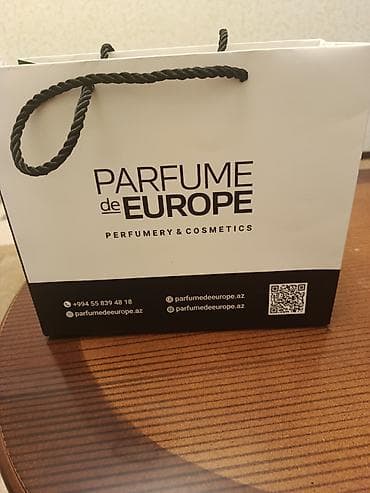 PARFUME
de EUROPE
PERFUMERY & COSMETICS
+994 55 839 48 18 parfumedeeurope.az
parfumedeeurope.az parfumedeeurope.az